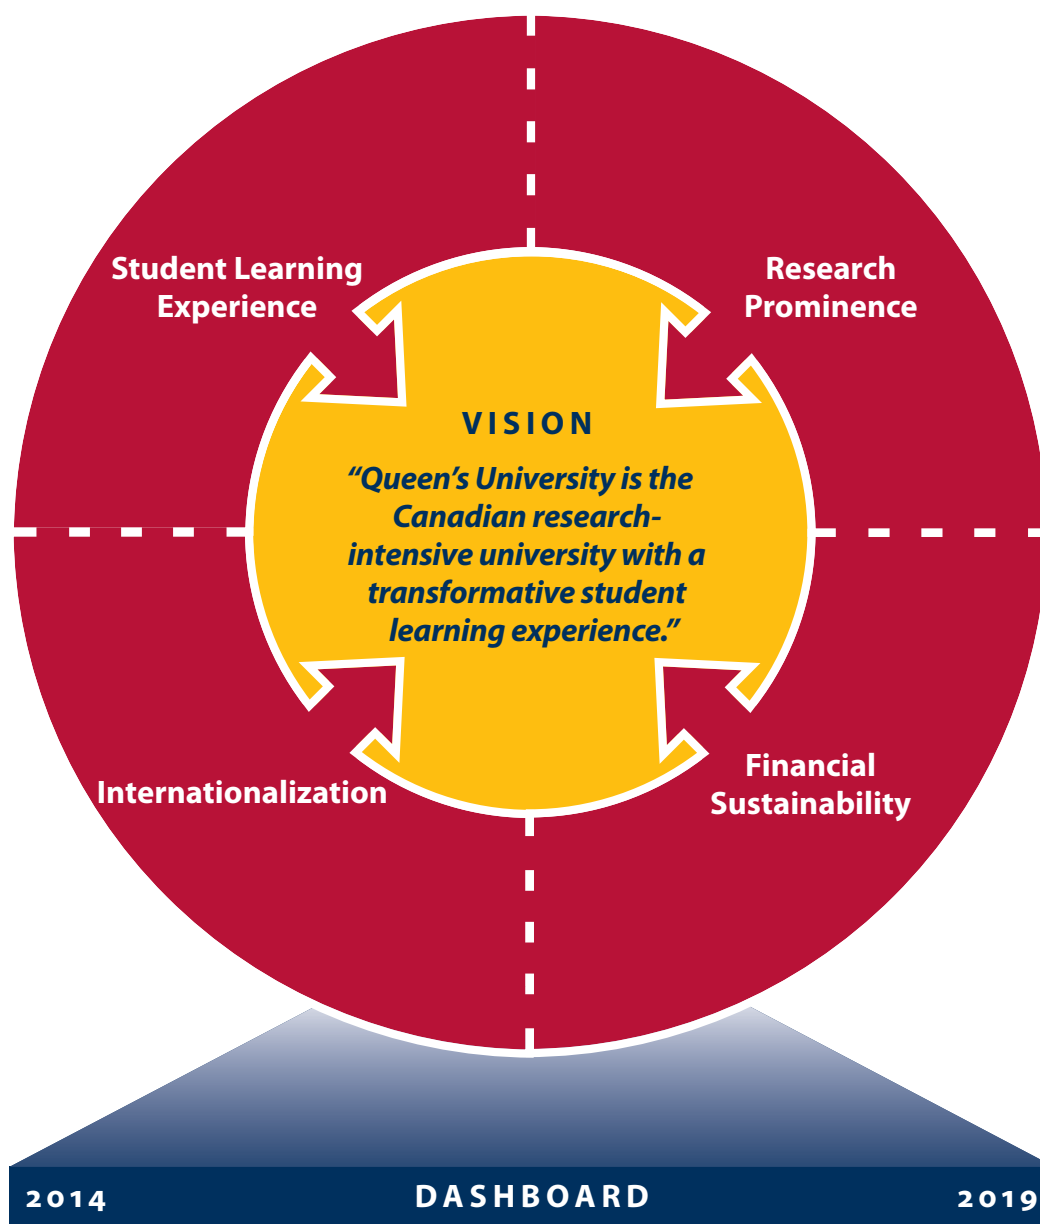 Student Learning
Experience
Research
Prominence
VISION
“Queen’s University is the
Canadian research-
intensive university with a
transformative student
learning experience.”
Internationalization
Financial
Sustainability
2014 DASHBOARD 2019